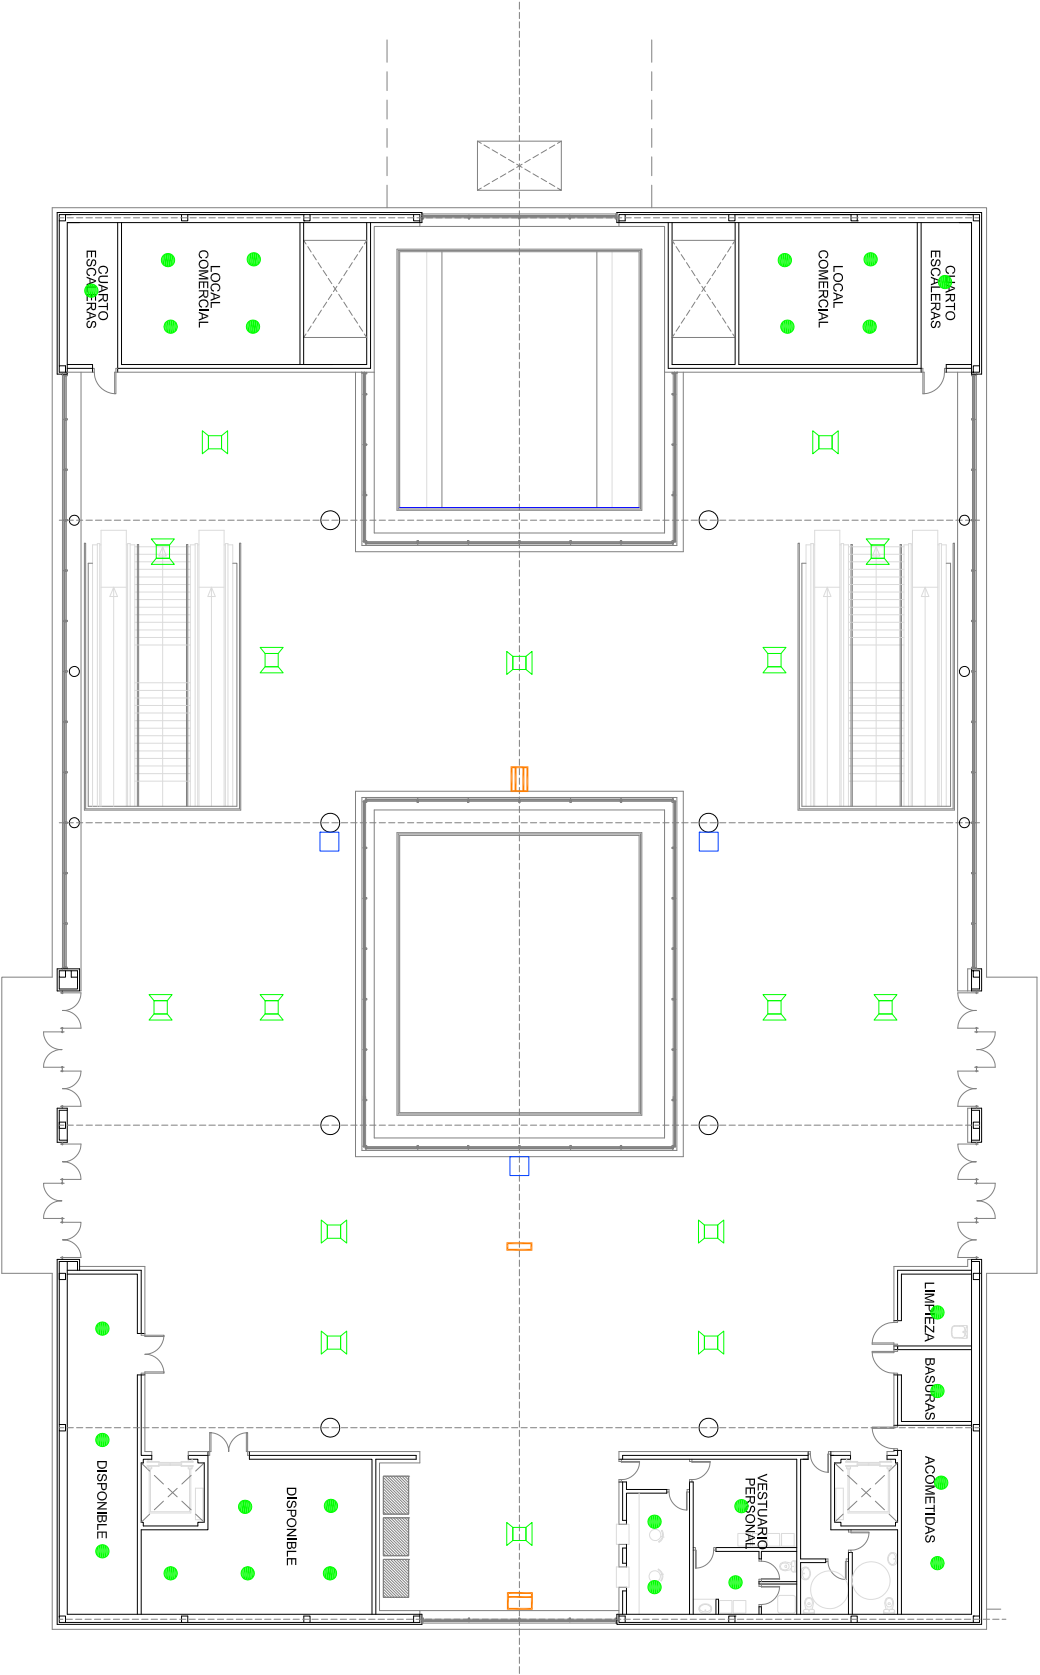 CUARTO
ESCALERAS
LOCAL
COMERCIAL
LOCAL
COMERCIAL
CUARTO
ESCALERAS
LIMPIEZA
BASURAS
ACOMETIDAS
DISPONIBLE
DISPONIBLE
VESTUARIO
PERSONAL